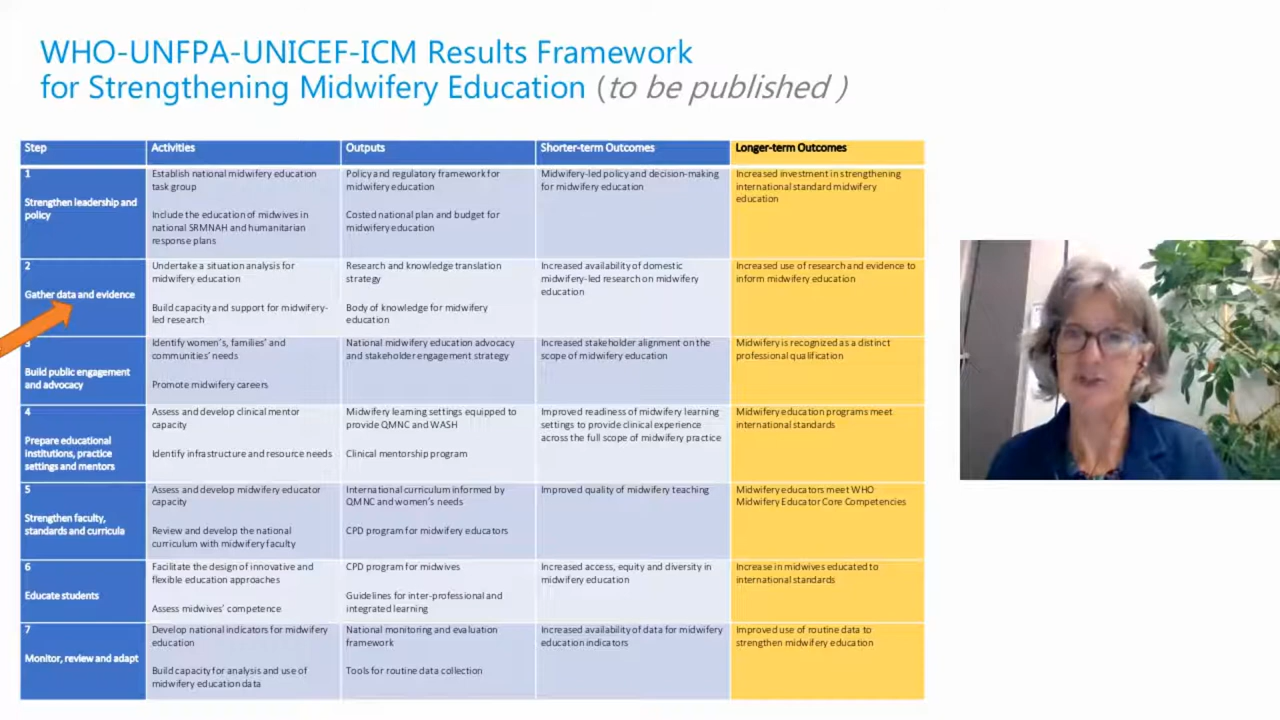 WHO-UNFPA-UNICEF-ICM Results Framework
for Strengthening Midwifery Education (to be published )
Step
Activities
Outputs
Shorter-term Outcomes
Longer-term Outcomes
1
Strengthen leadership and
policy
Establish national midwifery education
task group
Include the education of midwives in
national SRMNAH and humanitarian
response plans
Policy and regulatory framework for
midwifery education
Costed national plan and budget for
midwifery education
Midwifery-led policy and decision-making
for midwifery education
Increased investment in strengthening
international standard midwifery
education
2
Gather data and evidence
Undertake a situation analysis for
midwifery education
Build capacity and support for midwifery-
led research
Research and knowledge translation
strategy
Body of knowledge for midwifery
education
Increased availability of domestic
midwifery-led research on midwifery
education
Increased use of research and evidence to
inform midwifery education
3
Build public engagement
and advocacy
Identify women's, families' and
communities' needs
Promote midwifery careers
National midwifery education advocacy
and stakeholder engagement strategy
Increased stakeholder alignment on the
scope of midwifery education
Midwifery is recognized as a distinct
professional qualification
4
Prepare educational
institutions, practice
settings and mentors
Assess and develop clinical mentor
capacity
Identify infrastructure and resource needs
Midwifery learning settings equipped to
provide QMNC and WASH
Clinical mentorship program
Improved readiness of midwifery learning
settings to provide clinical experience
across the full scope of midwifery practice
Midwifery education programs meet
international standards
5
Strengthen faculty,
standards and curricula
Assess and develop midwifery educator
capacity
Review and develop the national
curriculum with midwifery faculty
International curriculum informed by
QMNC and women's needs
CPD program for midwifery educators
Improved quality of midwifery teaching
Midwifery educators meet WHO
Midwifery Educator Core Competencies
6
Educate students
Facilitate the design of innovative and
flexible education approaches
Assess midwives' competence
CPD program for midwives
Guidelines for inter-professional and
integrated learning
Increased access, equity and diversity in
midwifery education
Increase in midwives educated to
international standards
7
Monitor, review and adapt
Develop national indicators for midwifery
education
Build capacity for analysis and use of
midwifery education data
National monitoring and evaluation
framework
Tools for routine data collection
Increased availability of data for midwifery
education indicators
Improved use of routine data to
strengthen midwifery education